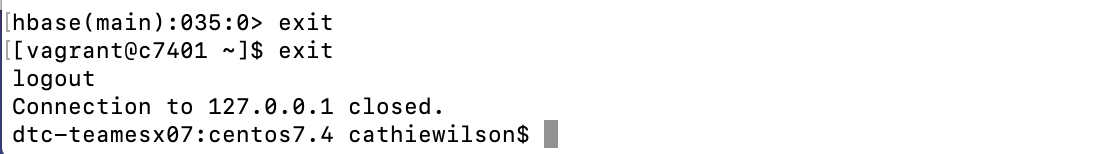 [hbase(main):035:0> exit
[[vagrant@c7401 ~]$ exit
logout
Connection to 127.0.0.1 closed.
dtc-teamesx07:centos7.4 cathiewilson$